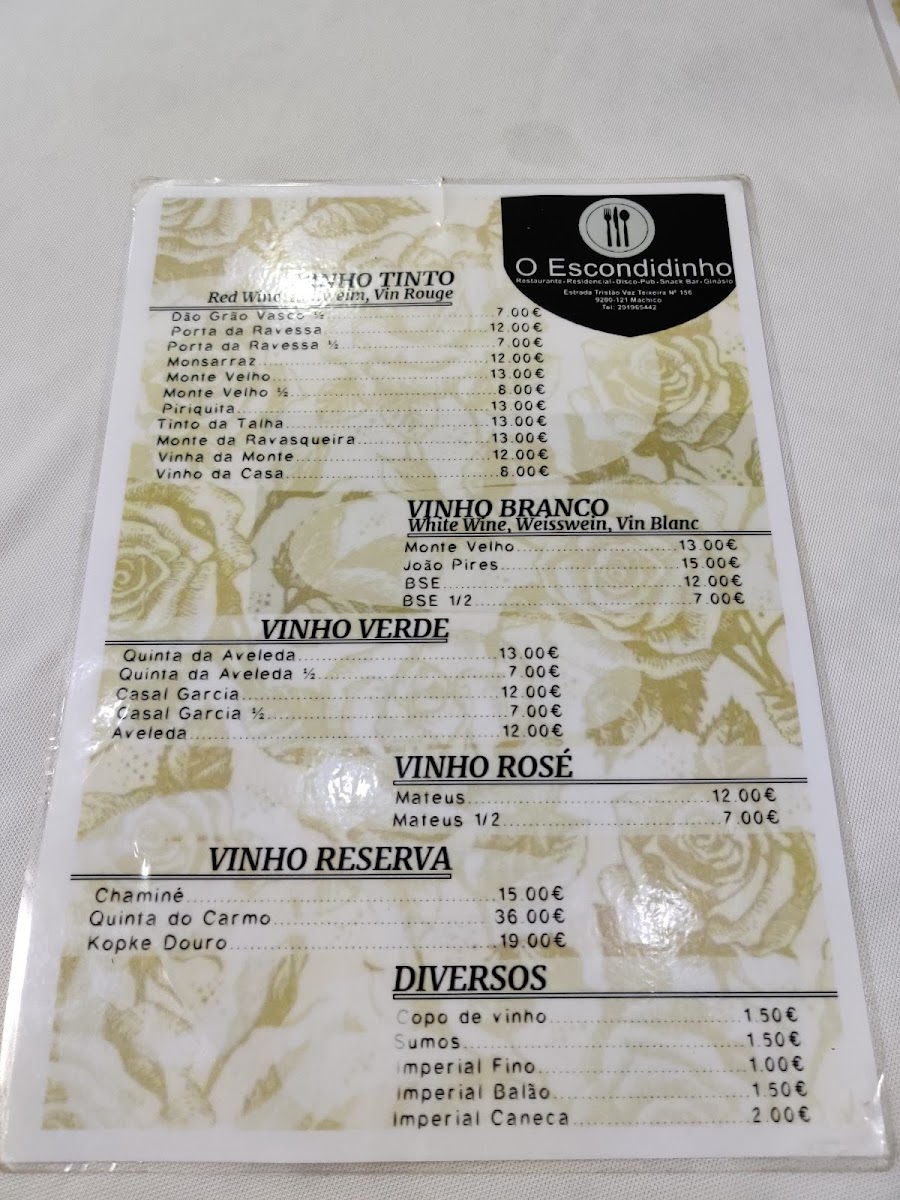 O Escondidinho
Restaurante-Residencial-Disco-Pub-Snack Bar-Ginásio
Estrada Tristão Vaz Teixeira Nº 156
9200-121 Machico
Tel: 291965442
VINHO TINTO
Red Wine, Vin Rouge
Dão Grão Vasco ½ 7.00€
Porta da Ravessa 12.00€
Porta da Ravessa ½ 7.00€
Monsarraz 12.00€
Monte Velho 13.00€
Monte Velho ½ 8.00€
Piriquita 13.00€
Tinto da Talha 13.00€
Monte da Ravasqueira 13.00€
Vinha da Monte 12.00€
Vinho da Casa 8.00€
VINHO BRANCO
White Wine, Weisswein, Vin Blanc
Monte Velho 13.00€
João Pires 15.00€
BSE 12.00€
BSE 1/2 7.00€
VINHO VERDE
Quinta da Aveleda 13.00€
Quinta da Aveleda ½ 7.00€
Casal Garcia 12.00€
Casal Garcia ½ 7.00€
Aveleda 12.00€
VINHO ROSÉ
Mateus 12.00€
Mateus 1/2 7.00€
VINHO RESERVA
Chaminé 15.00€
Quinta do Carmo 36.00€
Kopke Douro 19.00€
DIVERSOS
Copo de vinho 1.50€
Sumos 1.50€
Imperial Fino 1.00€
Imperial Balão 1.50€
Imperial Caneca 2.00€